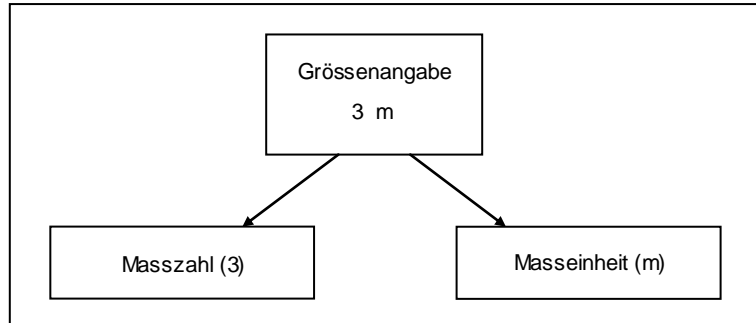 Grössenangabe
3 m
Masszahl (3)
Masseinheit (m)